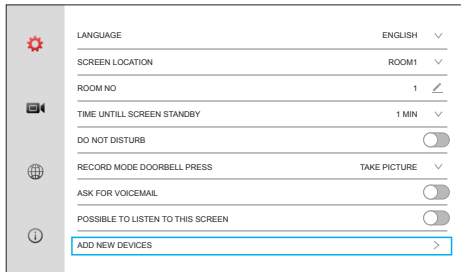 LANGUAGE ENGLISH
SCREEN LOCATION ROOM1
ROOM NO 1
TIME UNTILL SCREEN STANDBY 1 MIN
DO NOT DISTURB
RECORD MODE DOORBELL PRESS TAKE PICTURE
ASK FOR VOICEMAIL
POSSIBLE TO LISTEN TO THIS SCREEN
ADD NEW DEVICES